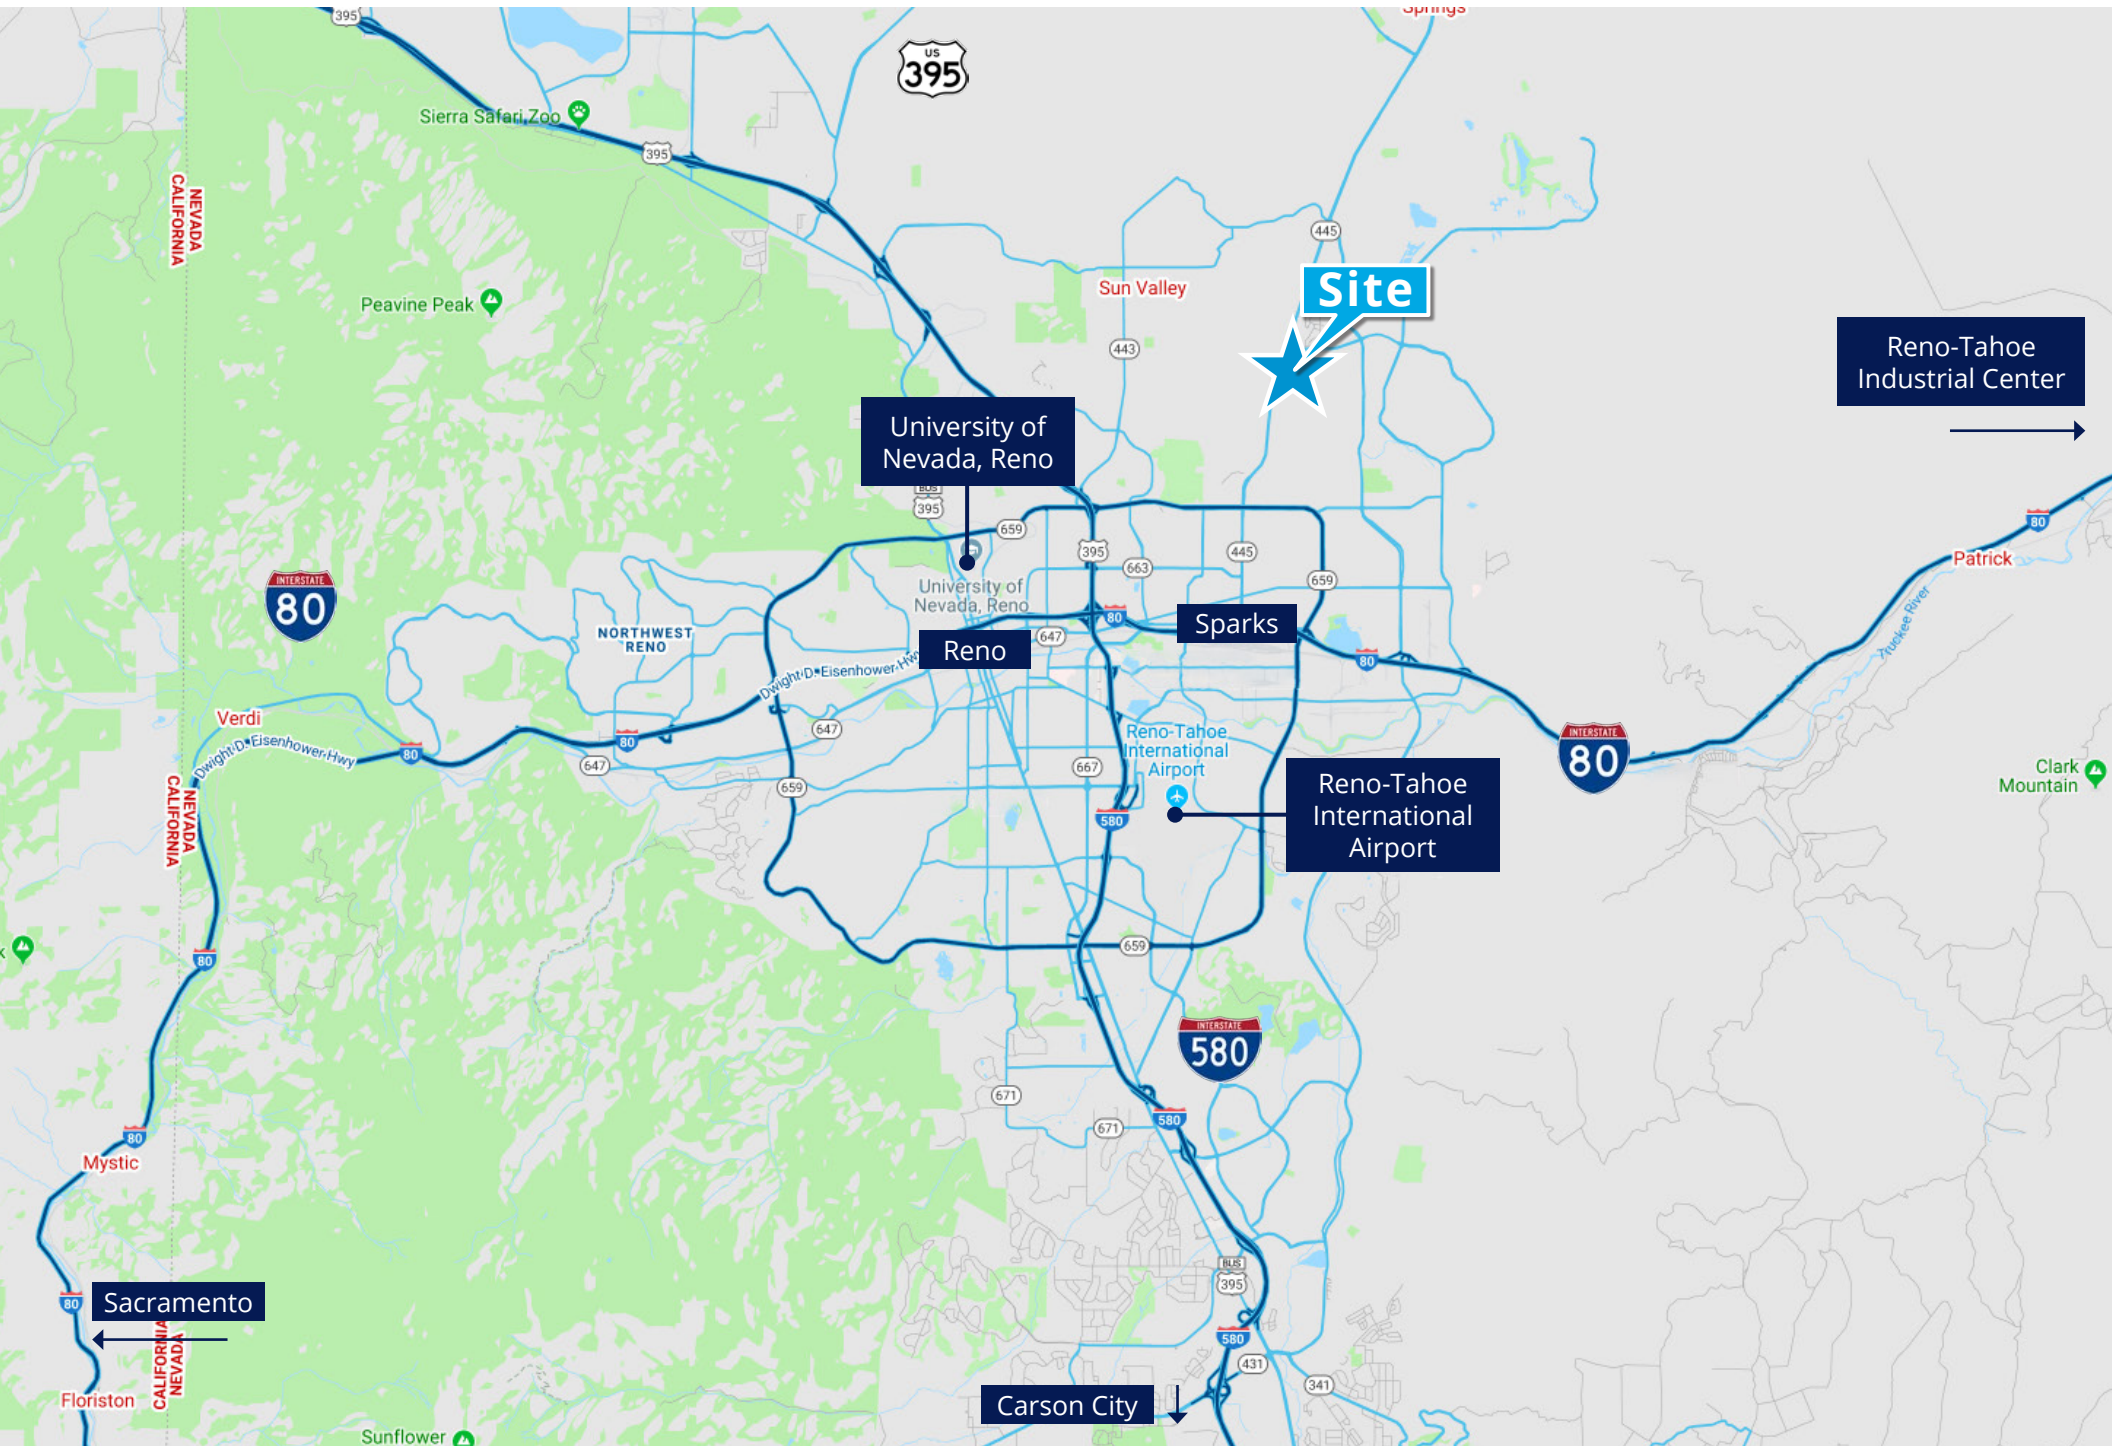 395
Springs
US
395
Sierra Safari Zoo
395
NEVADA
CALIFORNIA
445
Sun Valley
Site
Peavine Peak
443
Reno-Tahoe
Industrial Center
University of
Nevada, Reno
BUS
395
659
80
395
445
663
Patrick
INTERSTATE
80
659
University of
Nevada, Reno
Truckee River
NORTHWEST
RENO
80
Sparks
647
Reno
80
Dwight D. Eisenhower Hwy
Verdi
647
Dwight D. Eisenhower Hwy
80
80
647
Reno-Tahoe
International
Airport
INTERSTATE
80
667
659
Reno-Tahoe
International
Airport
Clark
Mountain
580
NEVADA
CALIFORNIA
k
80
659
INTERSTATE
580
671
580
671
80
Mystic
BUS
395
80
Sacramento
CALIFORNIA
NEVADA
580
431
341
Floriston
Carson City
Sunflower